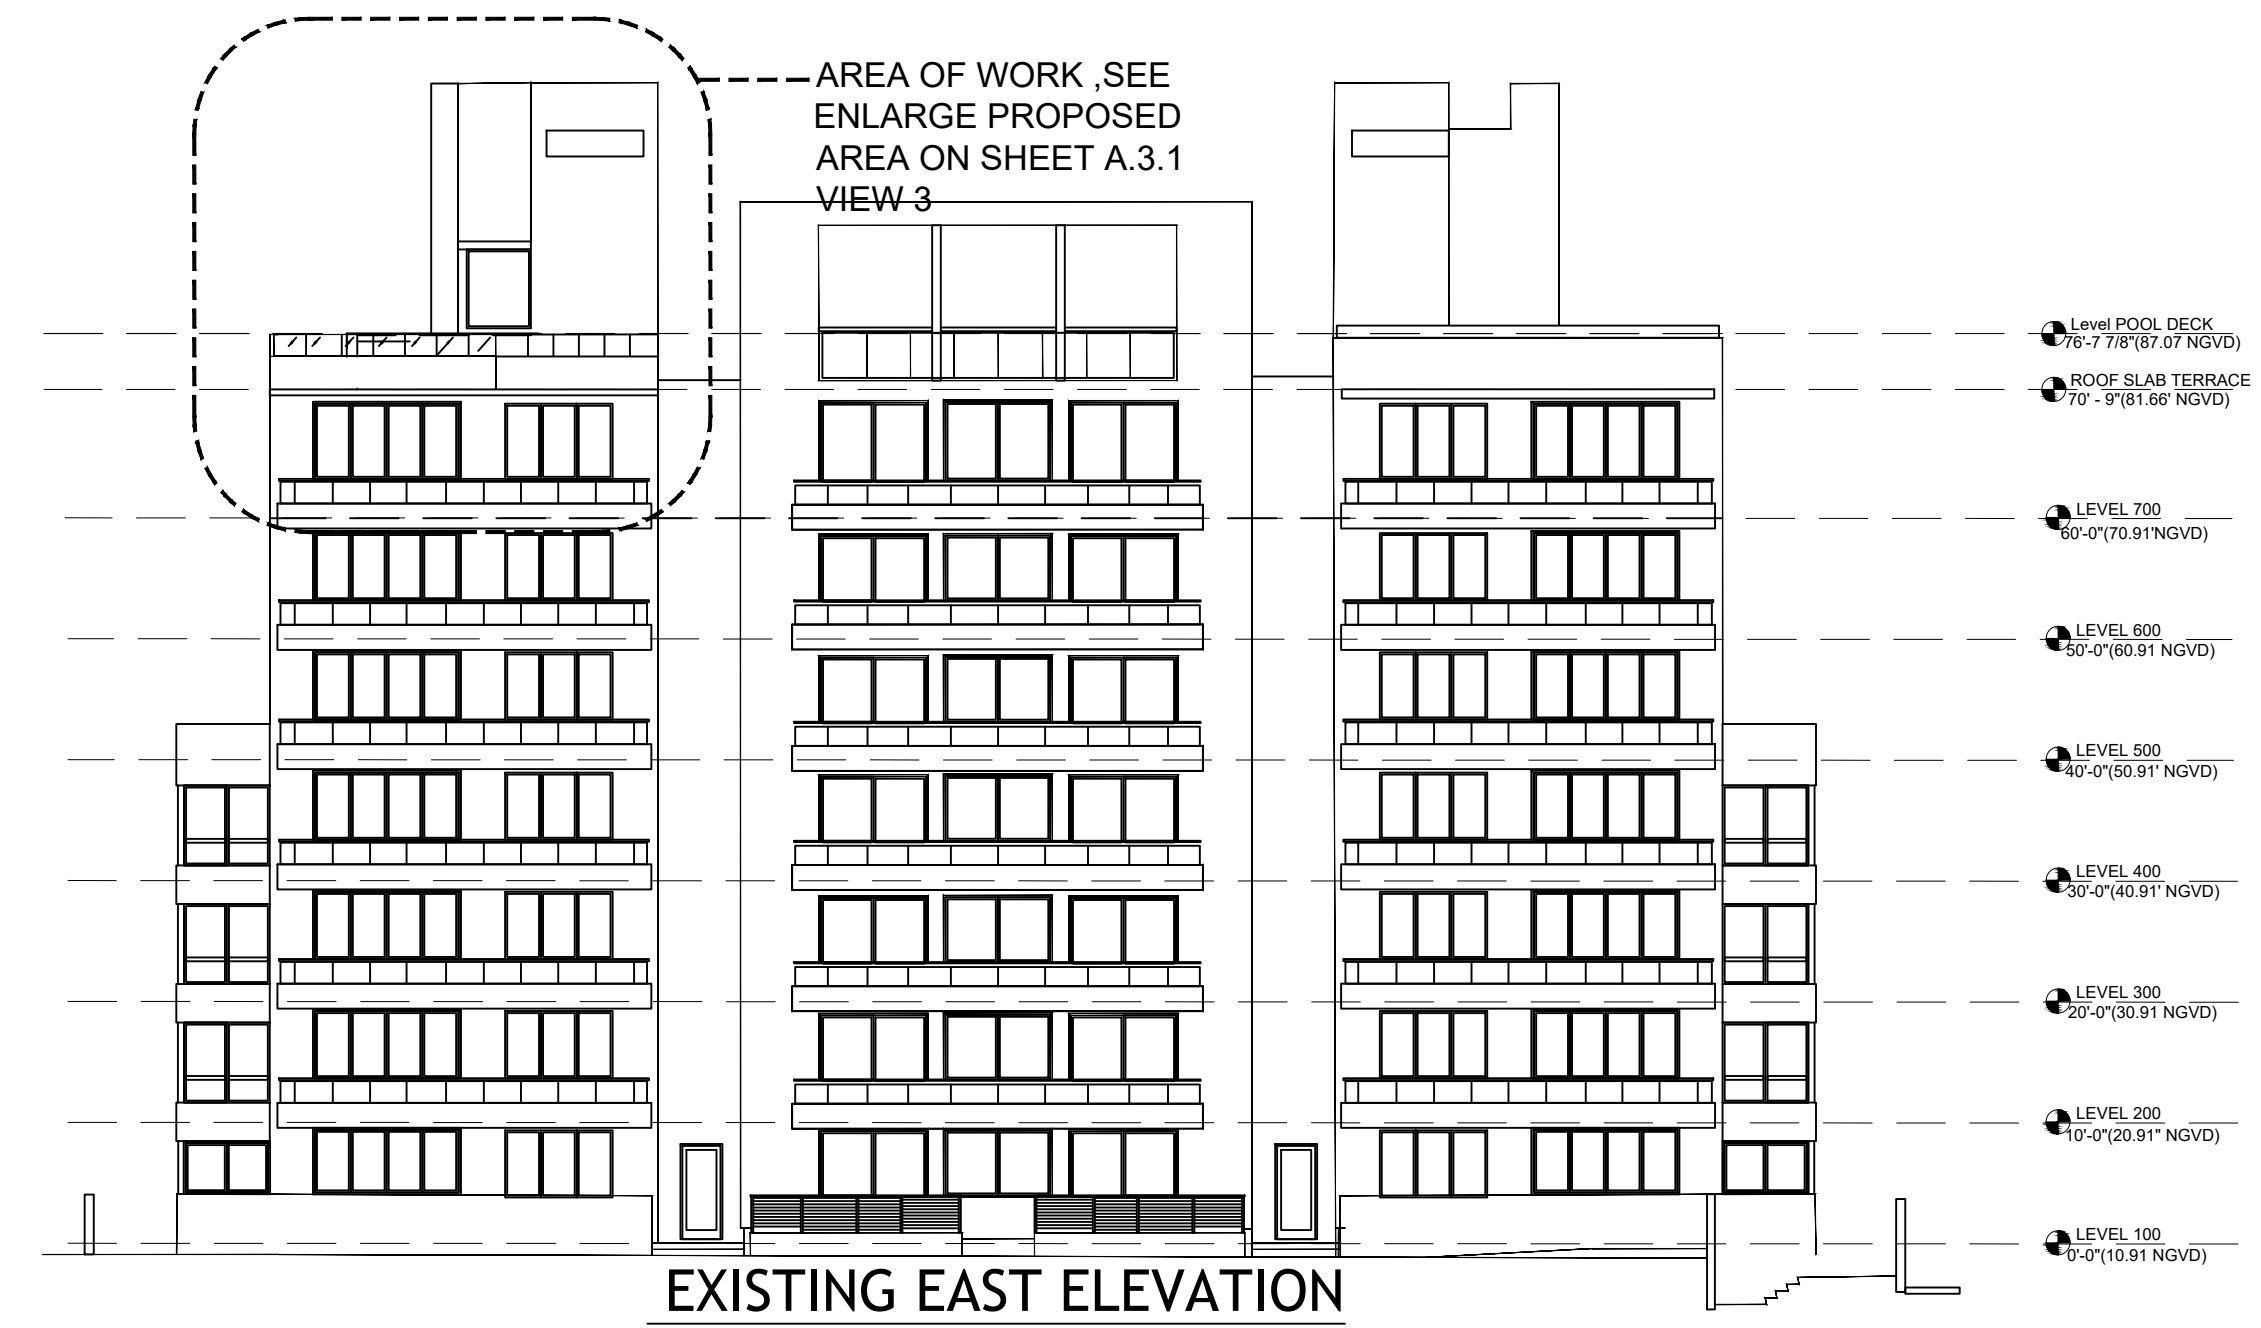 AREA OF WORK ,SEE
ENLARGE PROPOSED
AREA ON SHEET A.3.1
VIEW 3
Level POOL DECK
76'-7 7/8"(87.07 NGVD)
ROOF SLAB TERRACE
70' - 9"(81.66' NGVD)
LEVEL 700
60'-0"(70.91'NGVD)
LEVEL 600
50'-0"(60.91 NGVD)
LEVEL 500
40'-0"(50.91' NGVD)
LEVEL 400
30'-0"(40.91' NGVD)
LEVEL 300
20'-0"(30.91 NGVD)
LEVEL 200
10'-0"(20.91" NGVD)
LEVEL 100
0'-0"(10.91 NGVD)
EXISTING EAST ELEVATION